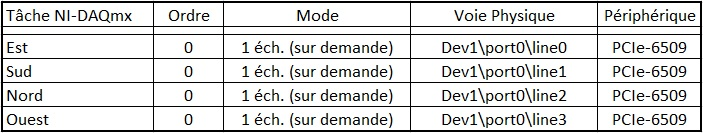 Tâche NI-DAQmx Ordre Mode Voie Physique Périphérique
Est 0 1 éch. (sur demande) Dev1\port0\line0 PCIe-6509
Sud 0 1 éch. (sur demande) Dev1\port0\line1 PCIe-6509
Nord 0 1 éch. (sur demande) Dev1\port0\line2 PCIe-6509
Ouest 0 1 éch. (sur demande) Dev1\port0\line3 PCIe-6509